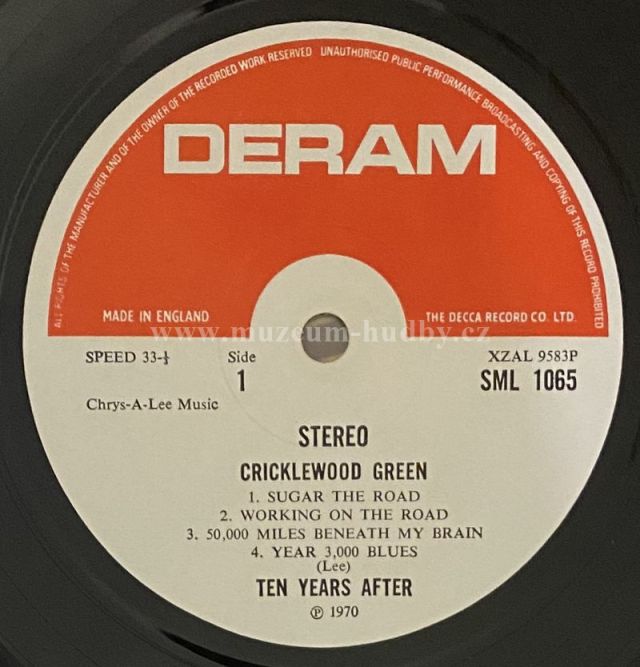 ALL RIGHTS OF THE MANUFACTURER AND OF THE OWNER OF THE RECORDED WORK RESERVED UNAUTHORISED PUBLIC PERFORMANCE BROADCASTING AND COPYING OF THIS RECORD PROHIBITED
DERAM
MADE IN ENGLAND THE DECCA RECORD CO. LTD.
www.muzeum-hudby.cz
SPEED 33-⅓ Side XZAL 9583P
1 SML 1065
Chrys-A-Lee Music
STEREO
CRICKLEWOOD GREEN
1. SUGAR THE ROAD
2. WORKING ON THE ROAD
3. 50,000 MILES BENEATH MY BRAIN
4. YEAR 3,000 BLUES
(Lee)
TEN YEARS AFTER
℗ 1970